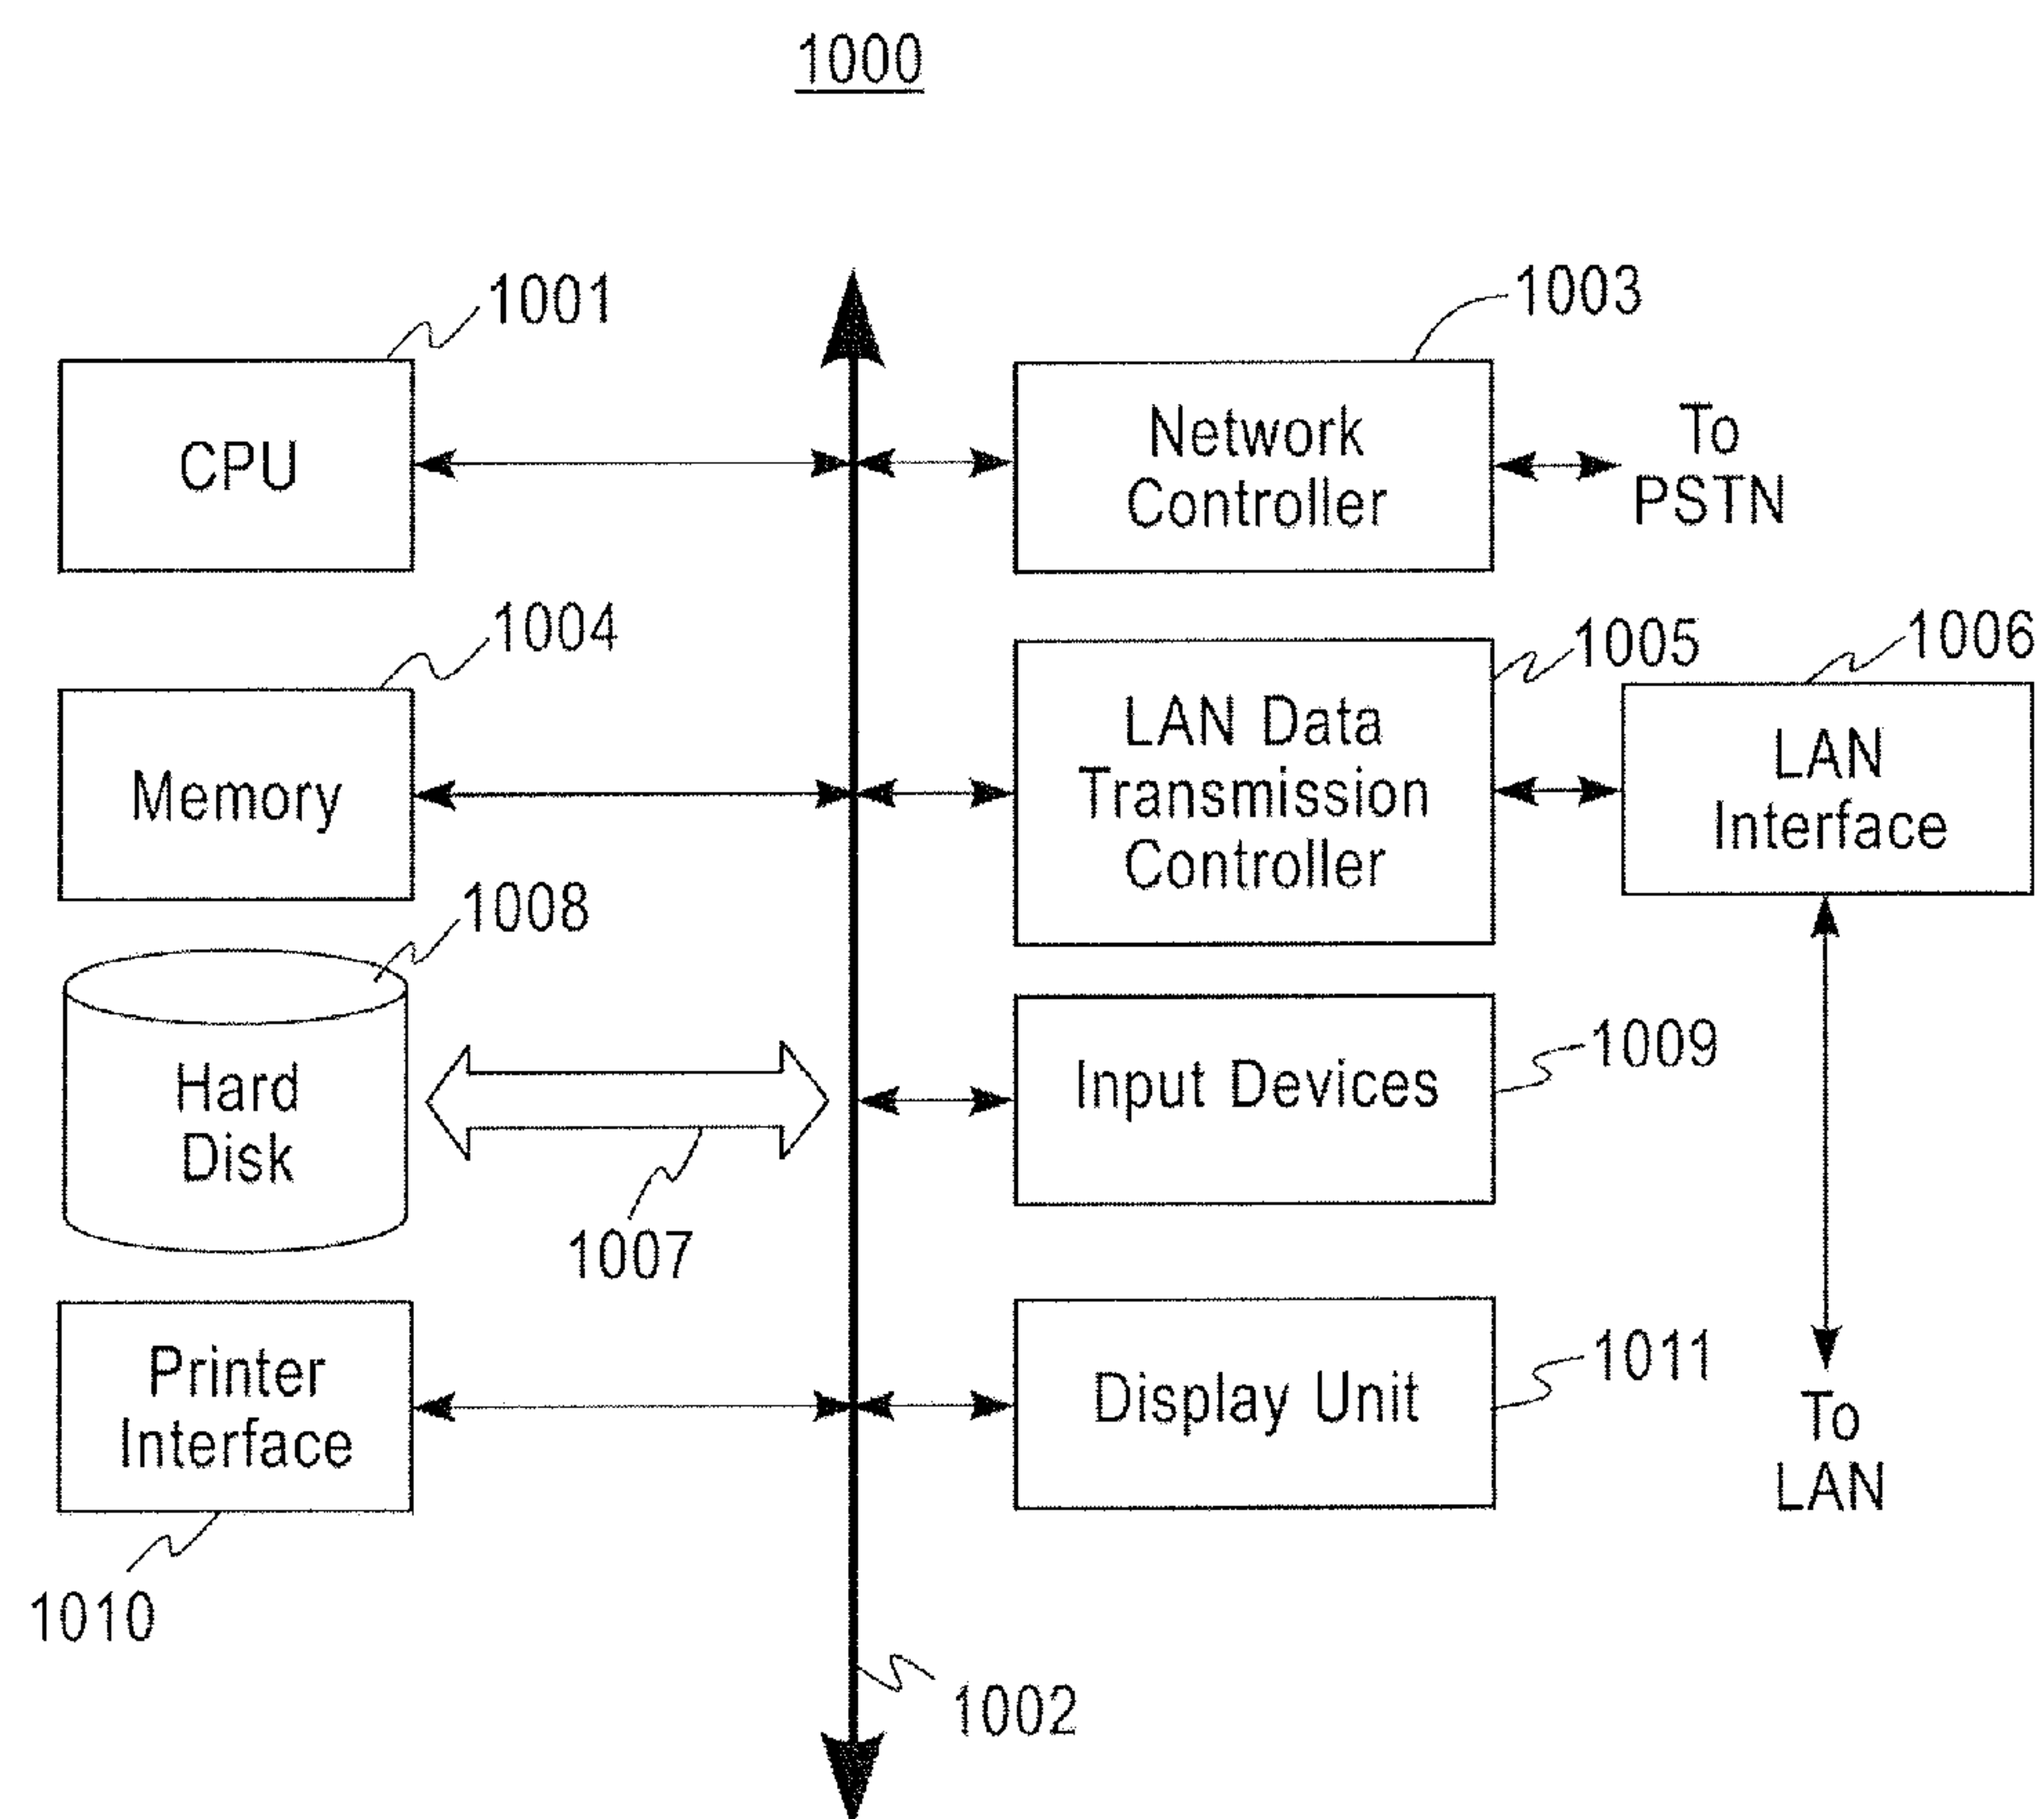 1000
1001
1003
CPU
Network
Controller
To
PSTN
1004
1005
1006
Memory
LAN Data
Transmission
Controller
LAN
Interface
1008
Hard
Disk
1007
Input Devices
1009
Printer
Interface
1010
Display Unit
1011
To
LAN
1002